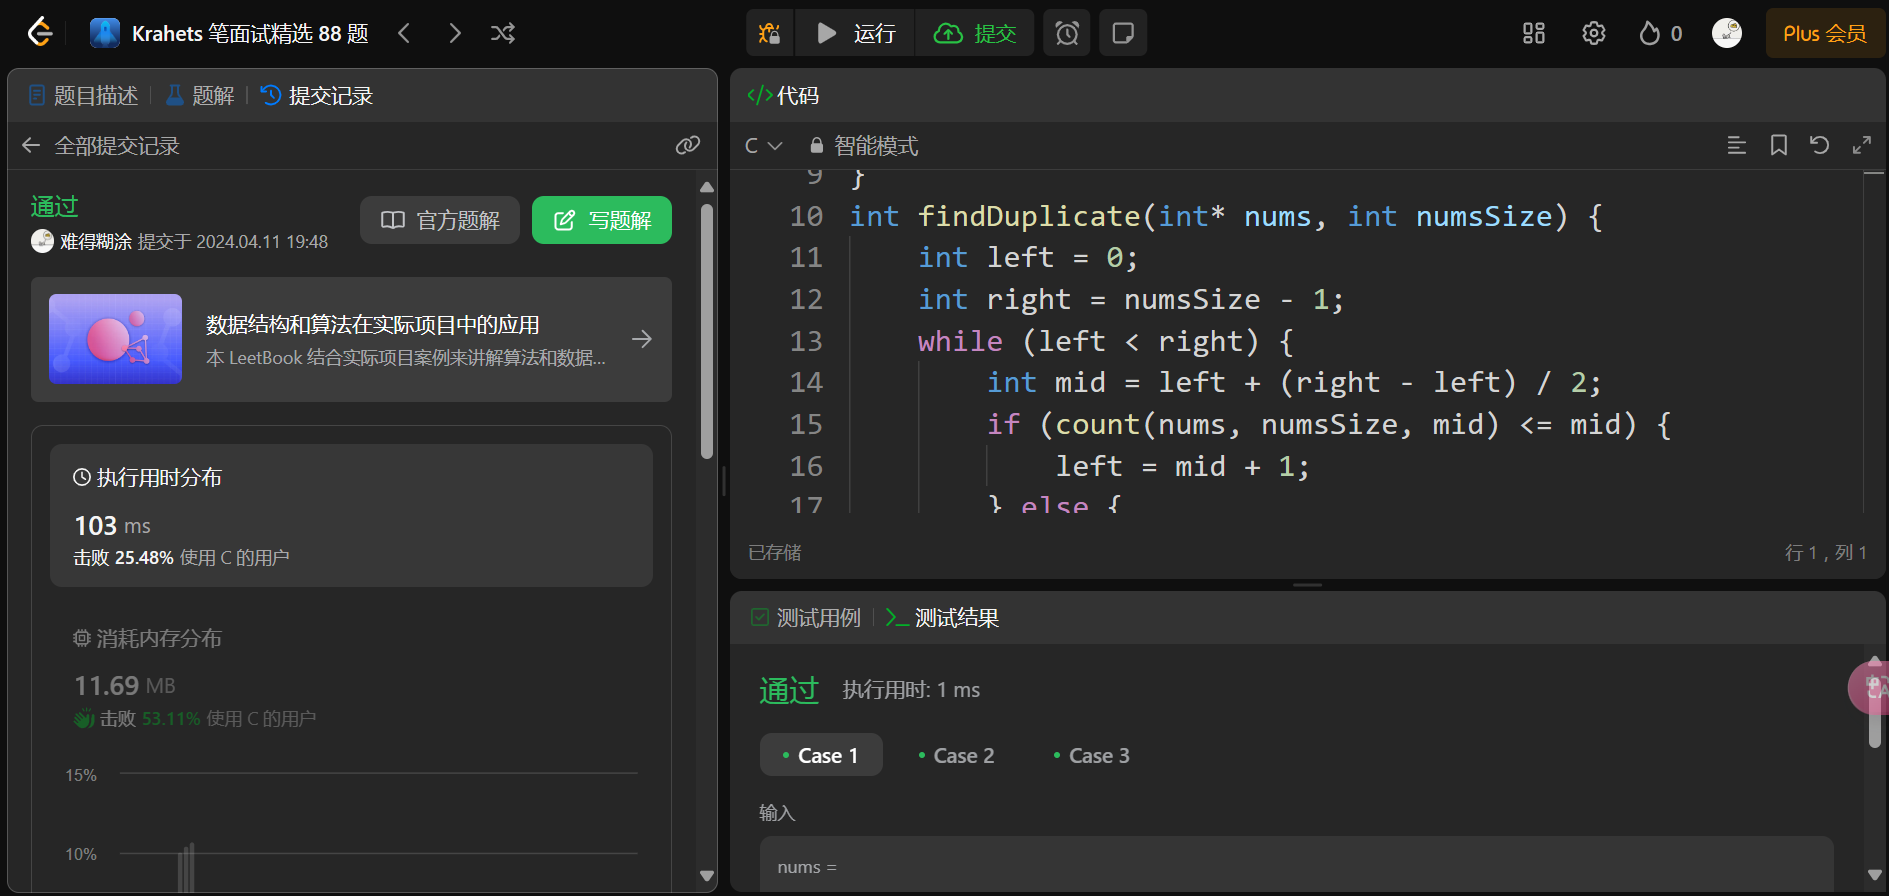 Krahets 笔面试精选 88 题
运行
提交
0
Plus 会员
题目描述
题解
提交记录
全部提交记录
通过
难得糊涂 提交于 2024.04.11 19:48
官方题解
写题解
数据结构和算法在实际项目中的应用
本 LeetBook 结合实际项目案例来讲解算法和数据...
执行用时分布
103 ms
击败 25.48% 使用 C 的用户
消耗内存分布
11.69 MB
击败 53.11% 使用 C 的用户
15%
10%
</>代码
C
智能模式
9 }
10 int findDuplicate(int* nums, int numsSize) {
11 int left = 0;
12 int right = numsSize - 1;
13 while (left < right) {
14 int mid = left + (right - left) / 2;
15 if (count(nums, numsSize, mid) <= mid) {
16 left = mid + 1;
17 } else {
已存储
行 1，列 1
测试用例
测试结果
通过 执行用时: 1 ms
Case 1
Case 2
Case 3
输入
nums =